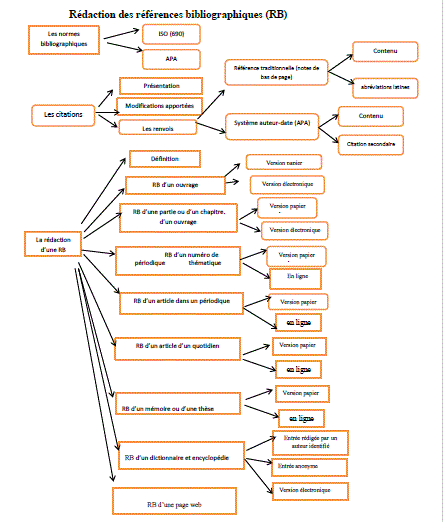 Rédaction des références bibliographiques (RB)
Les normes
bibliographiques
ISO (690)
APA
Les citations
Présentation
Modifications apportées
Les renvois
Référence traditionnelle (notes de
bas de page)
Contenu
abréviations latines
Système auteur-date (APA)
Contenu
Citation secondaire
La rédaction
d'une RB
Définition
RB d'un ouvrage
Version papier
Version électronique
RB d'une partie ou d'un chapitre,
d'un ouvrage
Version papier
Version électronique
RB d'un numéro de
périodique thématique
Version papier
En ligne
RB d'un article dans un périodique
Version papier
en ligne
RB d'un article d'un quotidien
Version papier
en ligne
RB d'un mémoire ou d'une thèse
Version papier
en ligne
RB d'un dictionnaire et encyclopédie
Entrée rédigée par un
auteur identifié
Entrée anonyme
Version électronique
RB d'une page web